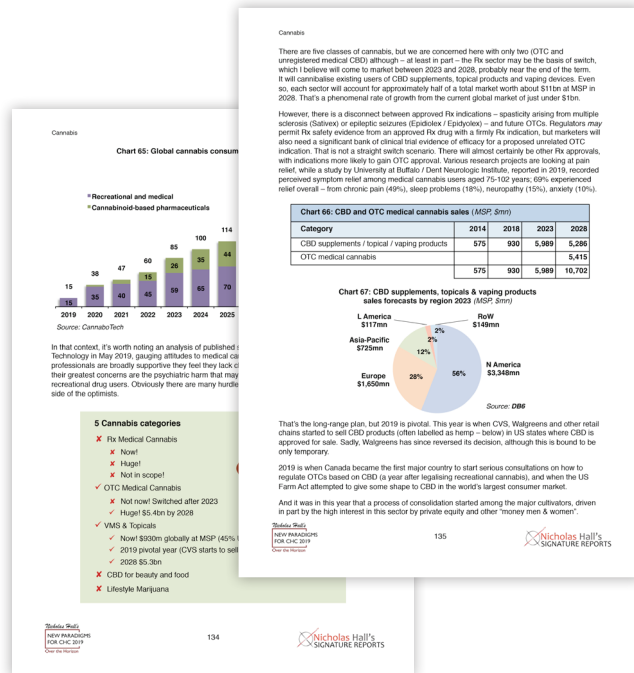 Cannabis
There are five classes of cannabis, but we are concerned here with only two (OTC and
unregistered medical CBD) although – at least in part – the Rx sector may be the basis of switch,
which I believe will come to market between 2023 and 2028, probably near the end of the term.
It will cannibalise existing users of CBD supplements, topical products and vaping devices. Even
so, each sector will account for approximately half of a total market worth about $11bn at MSP in
2028. That's a phenomenal rate of growth from the current global market of just under $1bn.
However, there is a disconnect between approved Rx indications – spasticity arising from multiple
sclerosis (Sativex) or epileptic seizures (Epidiolex / Epidyolex) – and future OTCs. Regulators may
permit Rx safety evidence from an approved Rx drug with a firmly Rx indication, but marketers will
also need a significant bank of clinical trial evidence of efficacy for a proposed unrelated OTC
indication. That is not a straight switch scenario. There will almost certainly be other Rx approvals,
with indications more likely to gain OTC approval. Various research projects are looking at pain
relief, while a study by University at Buffalo / Dent Neurologic Institute, reported in 2019, recorded
perceived symptom relief among medical cannabis users aged 75-102 years; 69% experienced
relief overall – from chronic pain (49%), sleep problems (18%), neuropathy (15%), anxiety (10%).
Chart 66: CBD and OTC medical cannabis sales (MSP, $mn)
Category 2014 2018 2023 2028
CBD supplements / topical / vaping products 575 930 5,989 5,286
OTC medical cannabis 5,415
575 930 5,989 10,702
Chart 67: CBD supplements, topicals & vaping products
sales forecasts by region 2023 (MSP, $mn)
L America
$117mn
RoW
$149mn
Asia-Pacific
$725mn
Europe
$1,650mn
N America
$3,348mn
2%
2%
12%
28%
56%
Source: DB6
That's the long-range plan, but 2019 is pivotal. This year is when CVS, Walgreens and other retail
chains started to sell CBD products (often labelled as hemp – below) in US states where CBD is
approved for sale. Sadly, Walgreens has since reversed its decision, although this is bound to be
only temporary.
2019 is when Canada became the first major country to start serious consultations on how to
regulate OTCs based on CBD (a year after legalising recreational cannabis), and when the US
Farm Act attempted to give some shape to CBD in the world's largest consumer market.
And it was in this year that a process of consolidation started among the major cultivators, driven
in part by the high interest in this sector by private equity and other "money men & women".
Nicholas Hall's
NEW PARADIGMS
FOR CHC 2019
Over the Horizon
135
Nicholas Hall's
SIGNATURE REPORTS
Cannabis
Chart 65: Global cannabis consum
Recreational and medical
Cannabinoid-based pharmaceuticals
15 38 47 60 85 100 114
15 26 35 44
15 35 40 45 59 65 70
2019 2020 2021 2022 2023 2024 2025
Source: CannaboTech
In that context, it's worth noting an analysis of published
Technology in May 2019, gauging attitudes to medical ca
professionals are broadly supportive they feel they lack c
their greatest concerns are the psychiatric harm that may
recreational drug users. Obviously there are many hurdle
side of the optimists.
5 Cannabis categories
✘ Rx Medical Cannabis
✘ Now!
✘ Huge!
✘ Not in scope!
✓ OTC Medical Cannabis
✘ Not now! Switched after 2023
✓ Huge! $5.4bn by 2028
✓ VMS & Topicals
✓ Now! $930m globally at MSP (45%
✓ 2019 pivotal year (CVS starts to sell
✓ 2028 $5.3bn
✘ CBD for beauty and food
✘ Lifestyle Marijuana
Nicholas Hall's
NEW PARADIGMS
FOR CHC 2019
Over the Horizon
134
Nicholas Hall's
SIGNATURE REPORTS